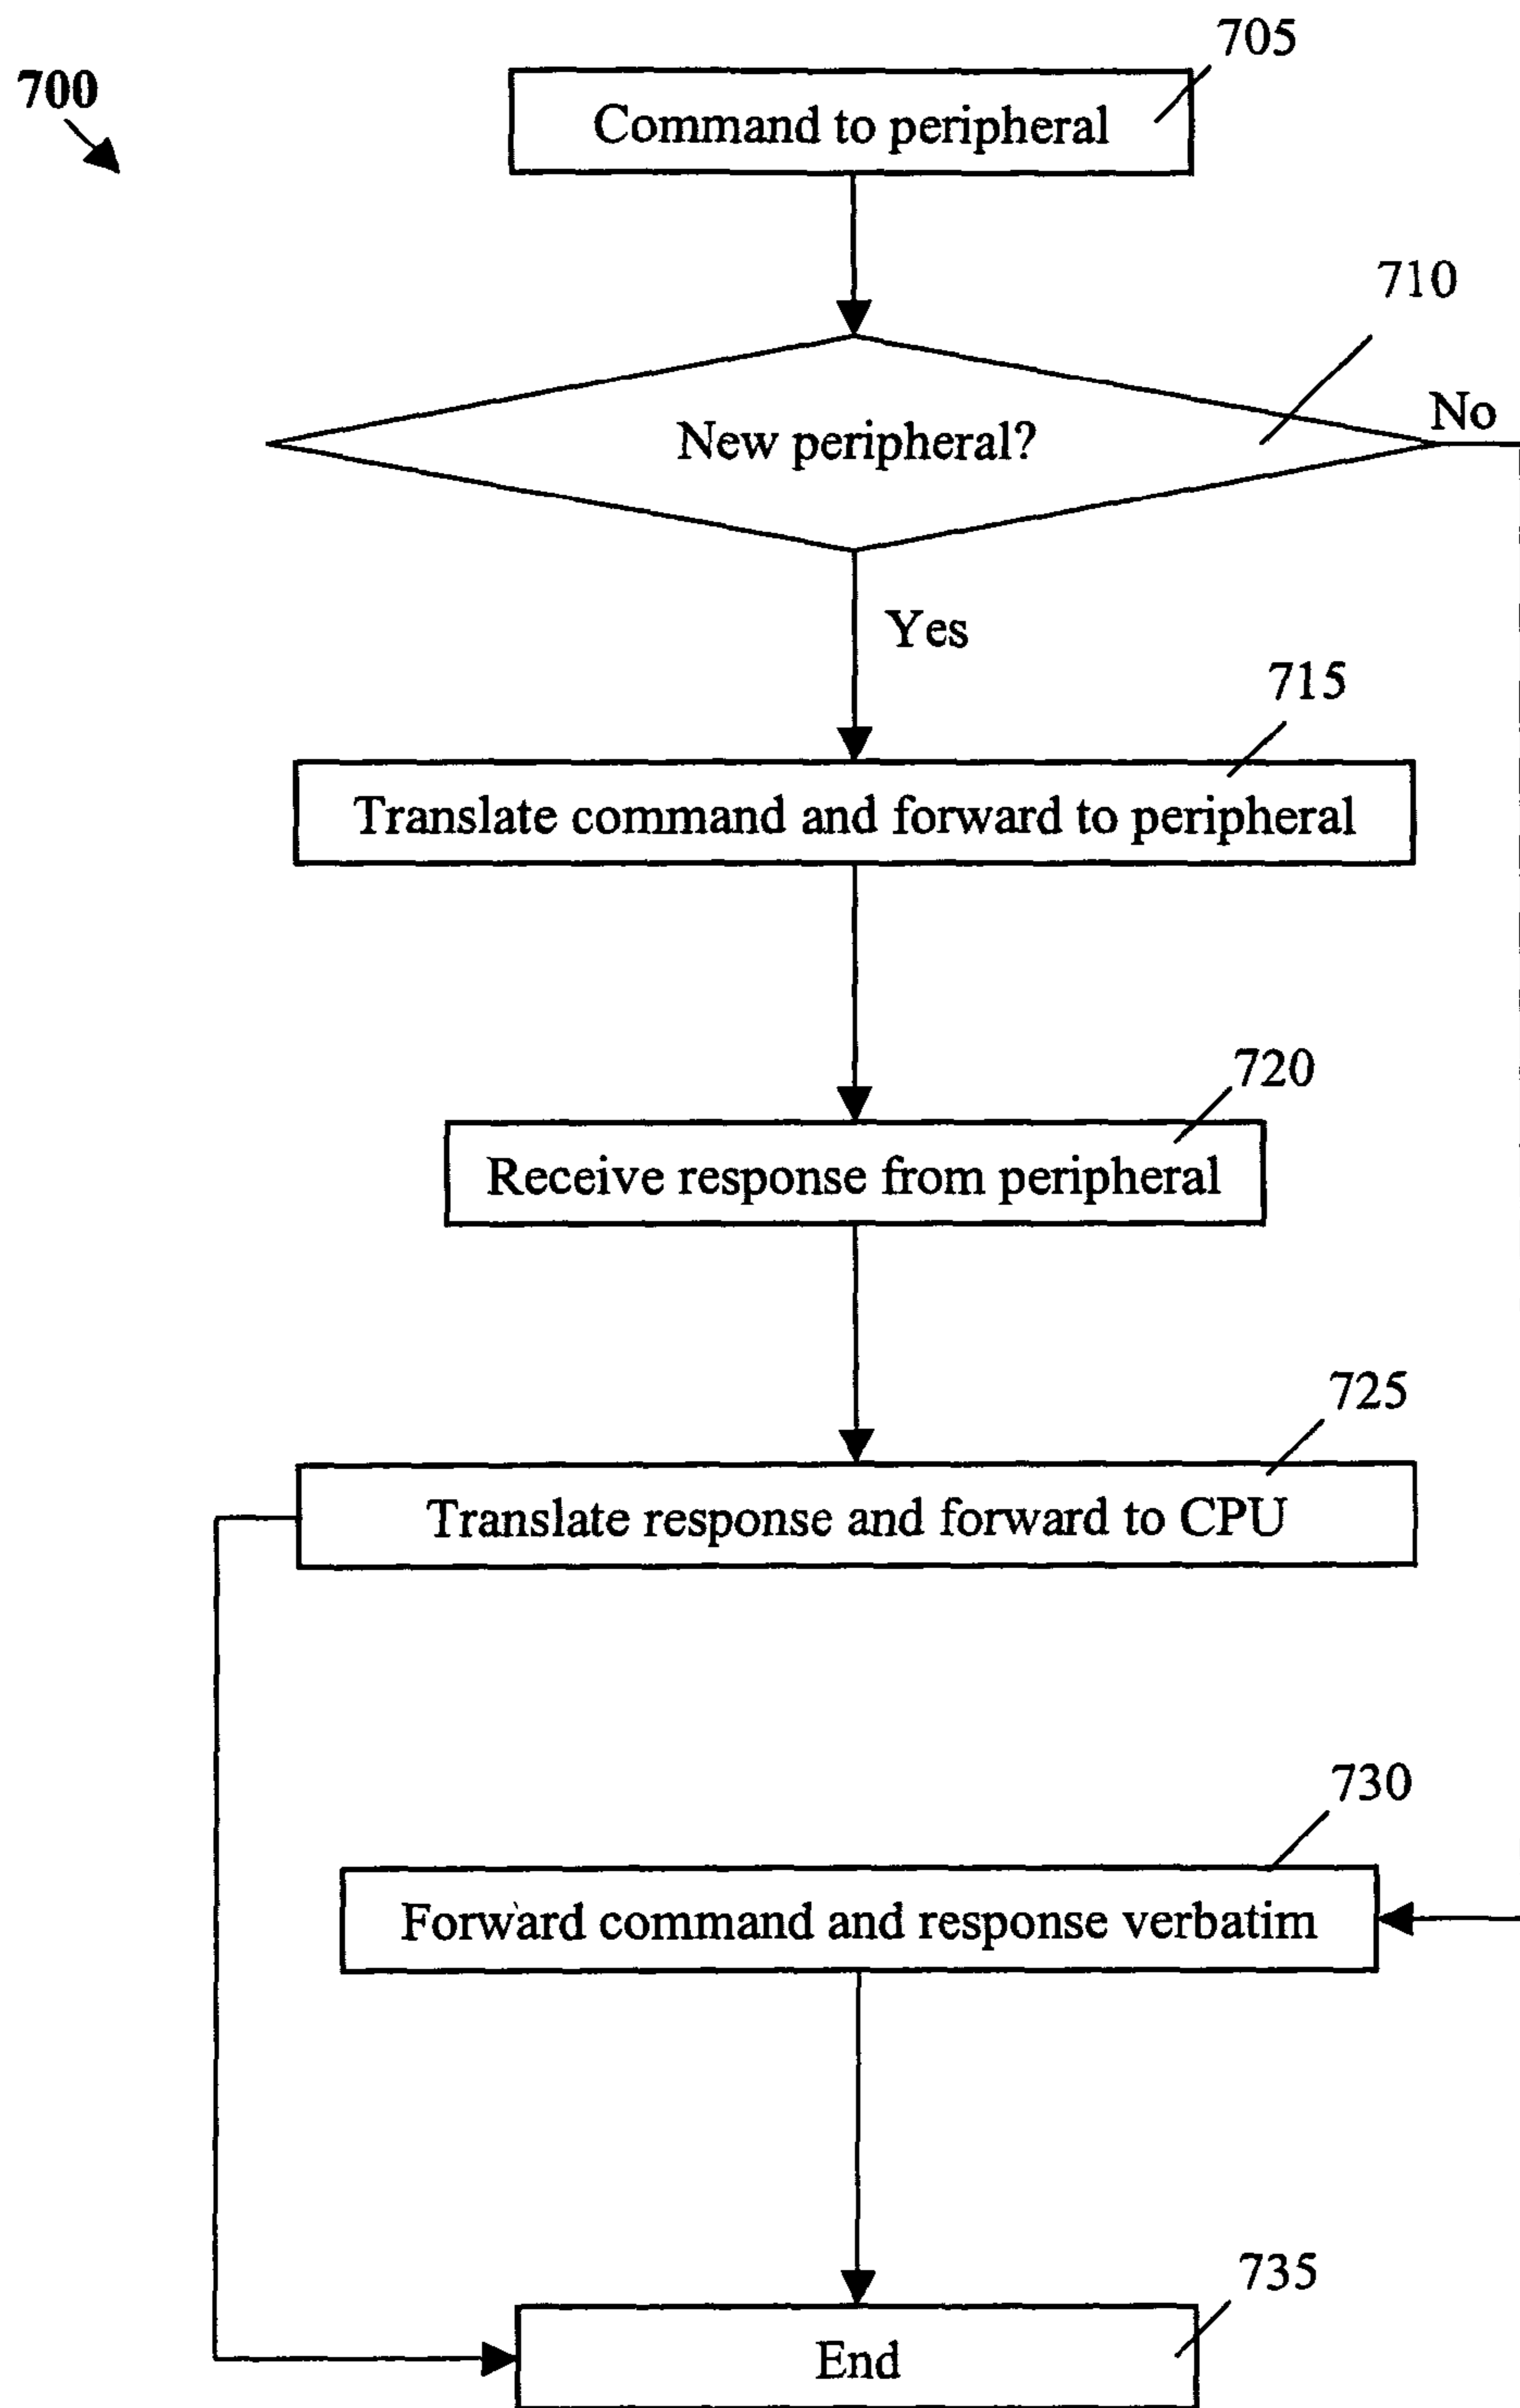 705
700
Command to peripheral
710
No
New peripheral?
Yes
715
Translate command and forward to peripheral
720
Receive response from peripheral
725
Translate response and forward to CPU
730
Forward command and response verbatim
735
End